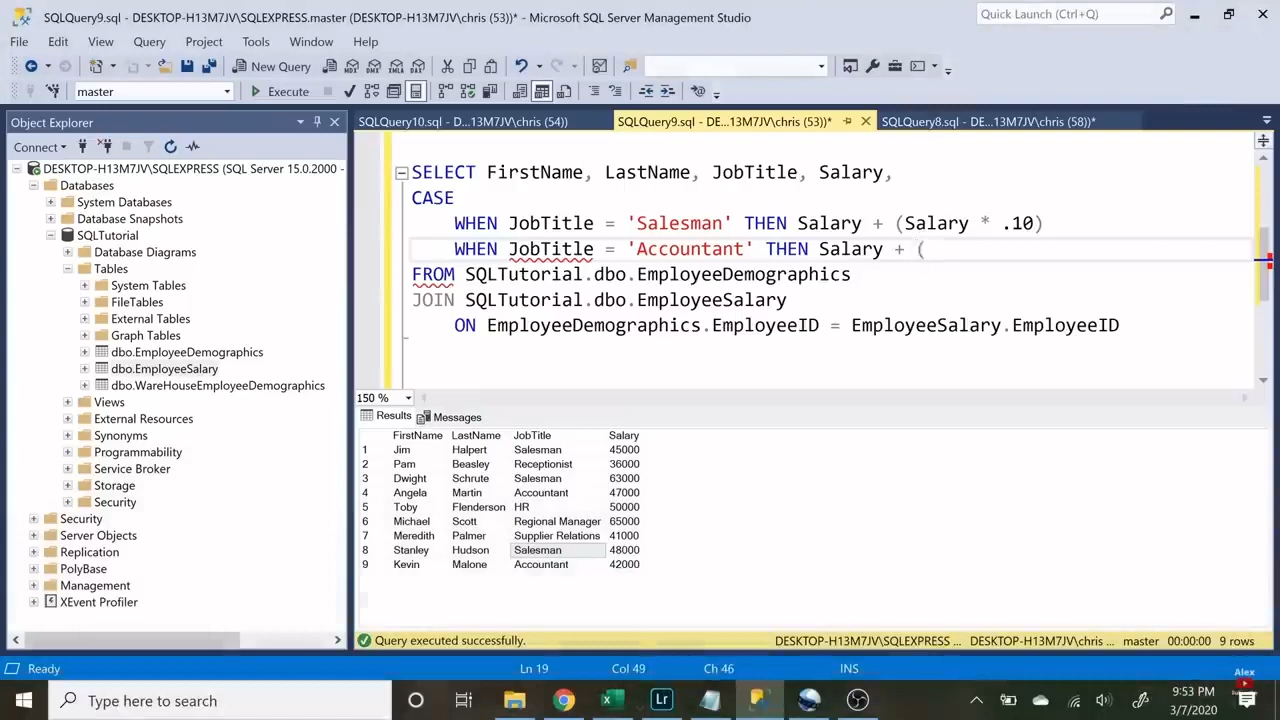 SQLQuery9.sql - DESKTOP-H13M7JV\SQLEXPRESS.master (DESKTOP-H13M7JV\chris (53))* - Microsoft SQL Server Management Studio
Quick Launch (Ctrl+Q)
File Edit View Query Project Tools Window Help
New Query
MDX DMX XMLA DAX
master Execute
Object Explorer
SQLQuery10.sql - D...13M7JV\chris (54))
SQLQuery9.sql - DE...13M7JV\chris (53))*
SQLQuery8.sql - DE...13M7JV\chris (58))*
Connect
DESKTOP-H13M7JV\SQLEXPRESS (SQL Server 15.0.2000 -
Databases
System Databases
Database Snapshots
SQLTutorial
Database Diagrams
Tables
System Tables
FileTables
External Tables
Graph Tables
dbo.EmployeeDemographics
dbo.EmployeeSalary
dbo.WareHouseEmployeeDemographics
Views
External Resources
Synonyms
Programmability
Service Broker
Storage
Security
Security
Server Objects
Replication
PolyBase
Management
XEvent Profiler
SELECT FirstName, LastName, JobTitle, Salary,
CASE
WHEN JobTitle = 'Salesman' THEN Salary + (Salary * .10)
WHEN JobTitle = 'Accountant' THEN Salary + (
FROM SQLTutorial.dbo.EmployeeDemographics
JOIN SQLTutorial.dbo.EmployeeSalary
ON EmployeeDemographics.EmployeeID = EmployeeSalary.EmployeeID
150 %
Results Messages
FirstName LastName JobTitle Salary
1 Jim Halpert Salesman 45000
2 Pam Beasley Receptionist 36000
3 Dwight Schrute Salesman 63000
4 Angela Martin Accountant 47000
5 Toby Flenderson HR 50000
6 Michael Scott Regional Manager 65000
7 Meredith Palmer Supplier Relations 41000
8 Stanley Hudson Salesman 48000
9 Kevin Malone Accountant 42000
Query executed successfully. DESKTOP-H13M7JV\SQLEXPRESS ... DESKTOP-H13M7JV\chris ... master 00:00:00 9 rows
Ready Ln 19 Col 49 Ch 46 INS
Alex
Type here to search
Lr
9:53 PM
3/7/2020